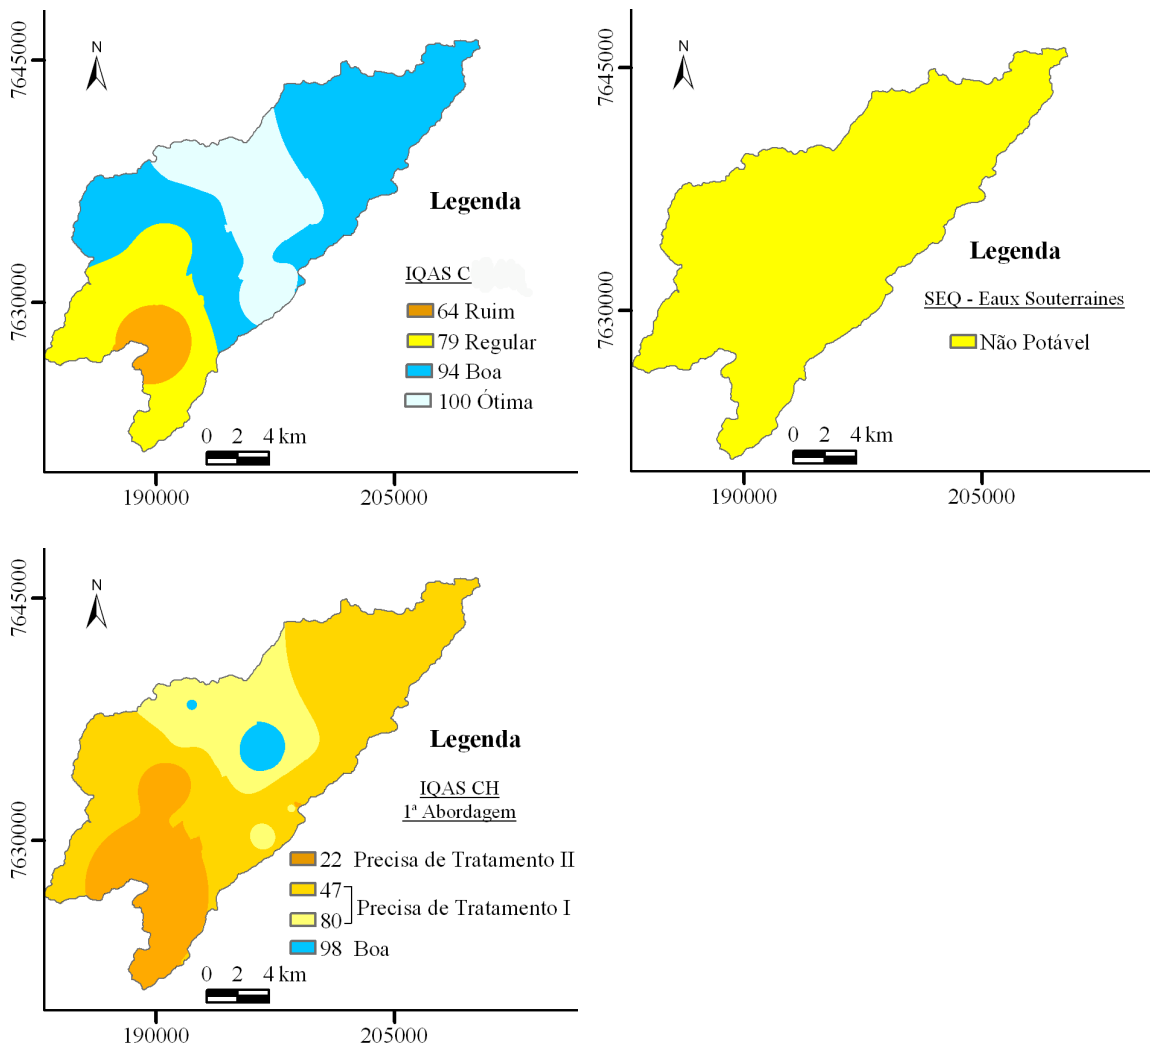 N
7645000
7630000
Legenda
IQAS C
64 Ruim
79 Regular
94 Boa
100 Ótima
0 2 4 km
190000 205000
N
7645000
7630000
Legenda
SEQ - Eaux Souterraines
Não Potável
0 2 4 km
190000 205000
N
7645000
7630000
Legenda
IQAS CH
1ª Abordagem
22 Precisa de Tratamento II
47
Precisa de Tratamento I
80
98 Boa
0 2 4 km
190000 205000